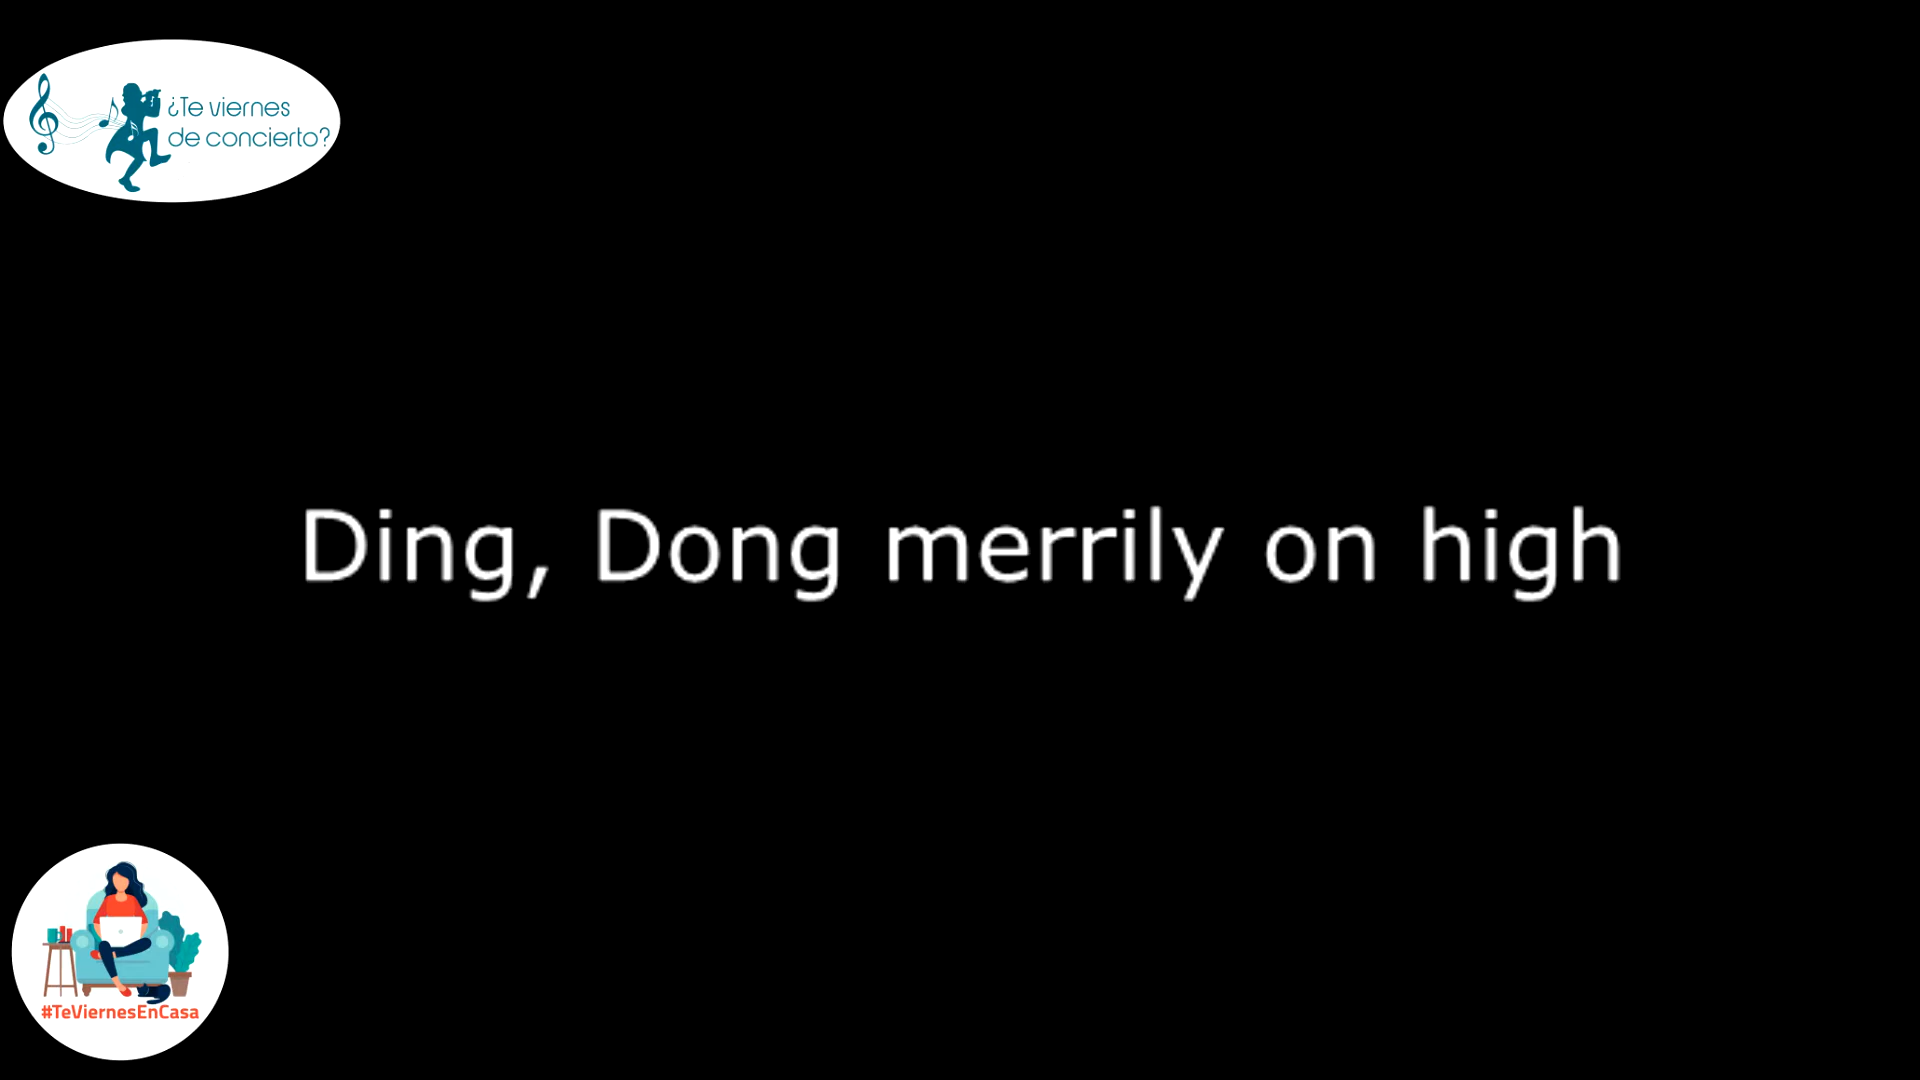 ¿Te viernes
de concierto?
Ding, Dong merrily on high
#TeViernesEnCasa